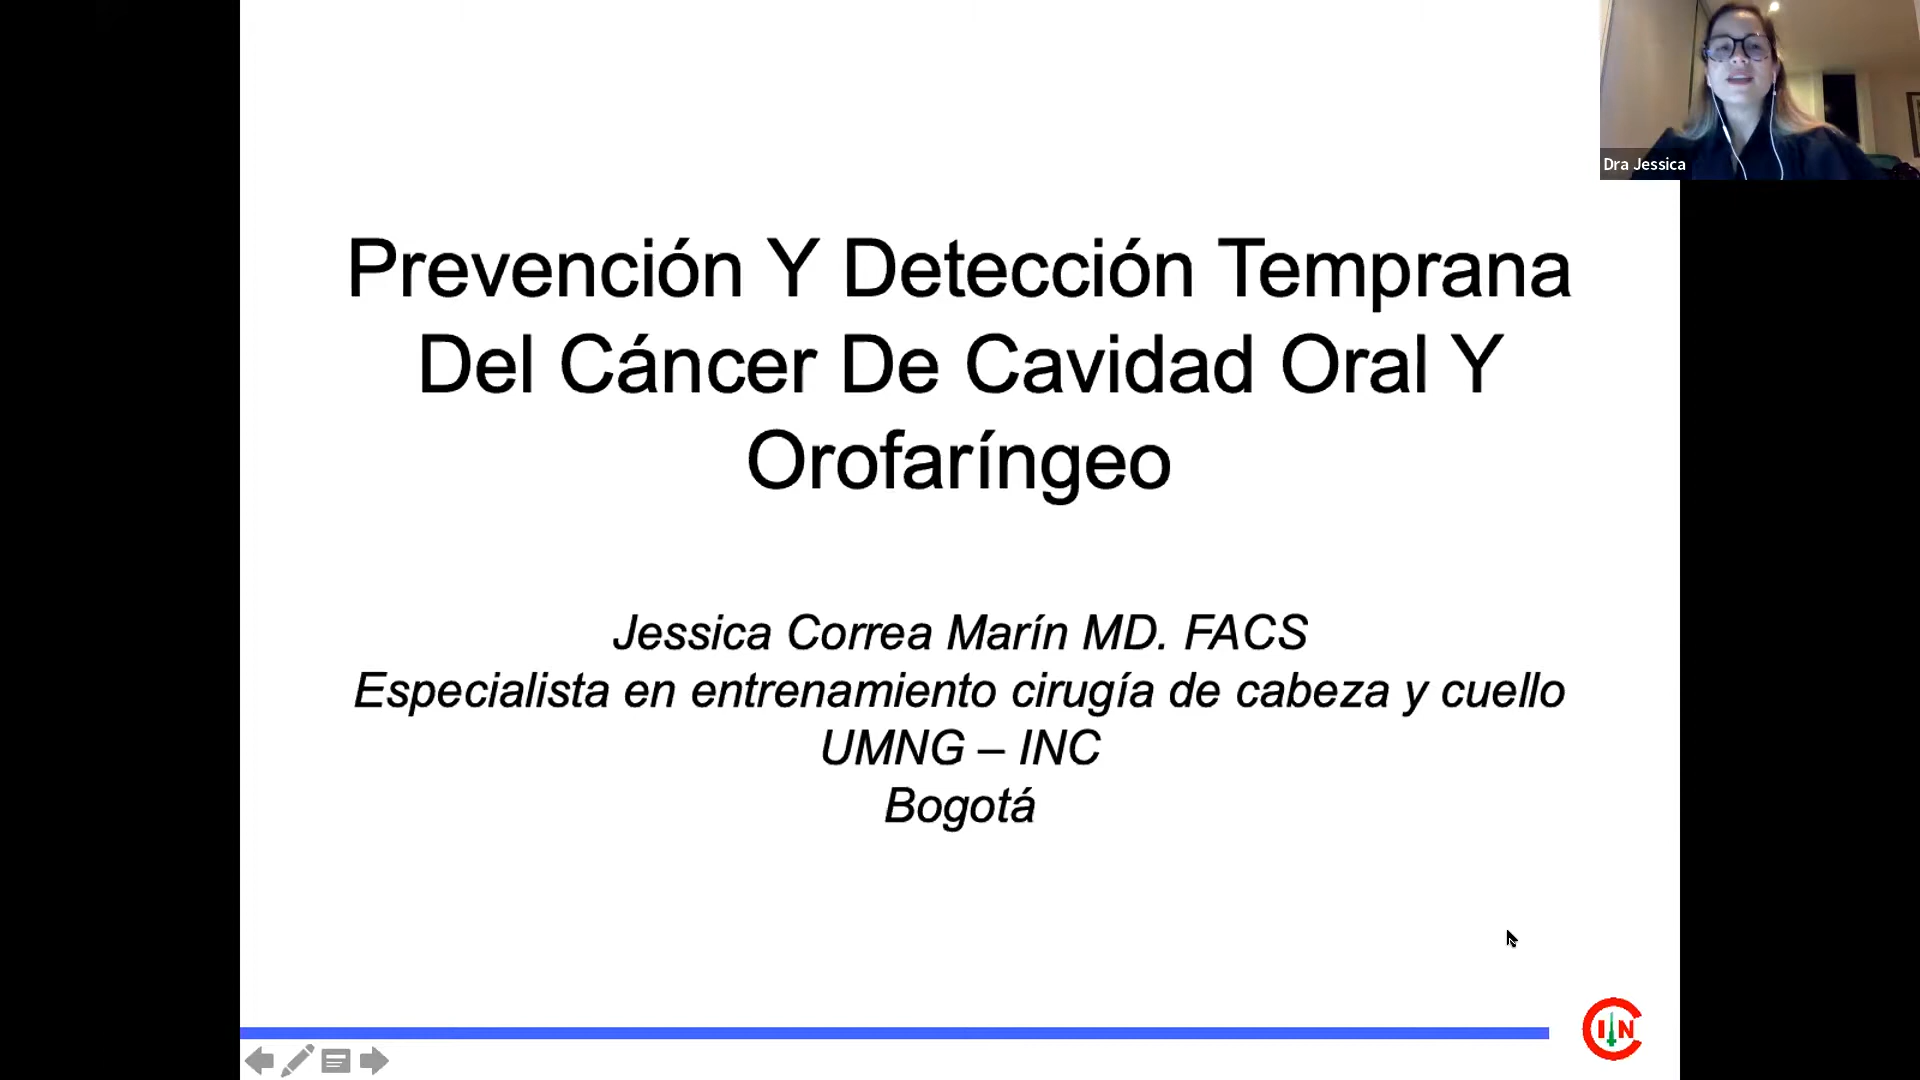 Prevención Y Detección Temprana
Del Cáncer De Cavidad Oral Y
Orofaríngeo
Jessica Correa Marín MD. FACS
Especialista en entrenamiento cirugía de cabeza y cuello
UMNG – INC
Bogotá
Dra Jessica
INC